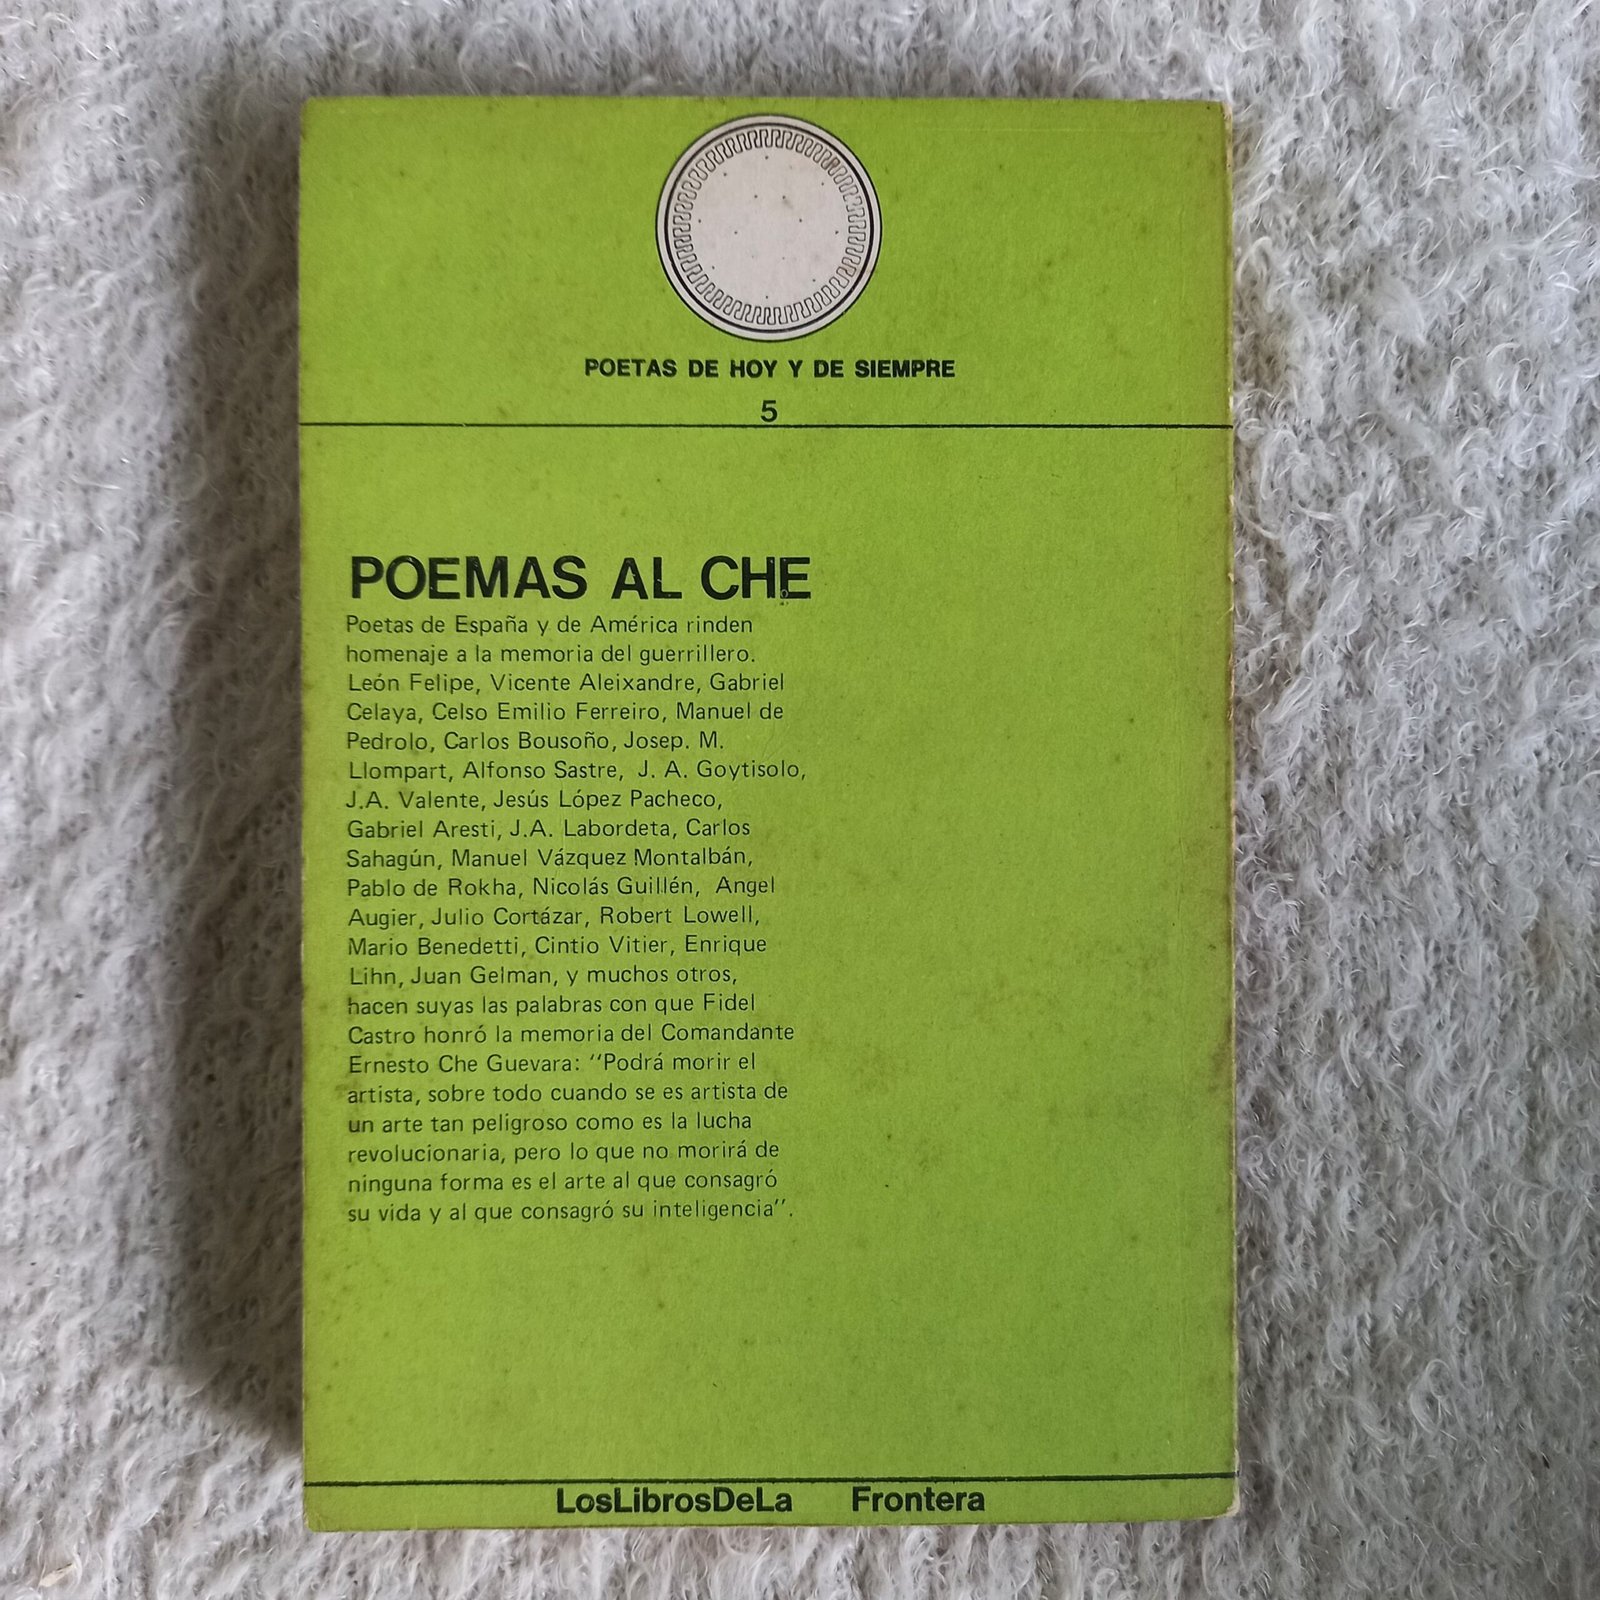 POETAS DE HOY Y DE SIEMPRE
5
POEMAS AL CHE
Poetas de España y de América rinden
homenaje a la memoria del guerrillero.
León Felipe, Vicente Aleixandre, Gabriel
Celaya, Celso Emilio Ferreiro, Manuel de
Pedrolo, Carlos Bousoño, Josep. M.
Llompart, Alfonso Sastre, J. A. Goytisolo,
J.A. Valente, Jesús López Pacheco,
Gabriel Aresti, J.A. Labordeta, Carlos
Sahagún, Manuel Vázquez Montalbán,
Pablo de Rokha, Nicolás Guillén, Angel
Augier, Julio Cortázar, Robert Lowell,
Mario Benedetti, Cintio Vitier, Enrique
Lihn, Juan Gelman, y muchos otros,
hacen suyas las palabras con que Fidel
Castro honró la memoria del Comandante
Ernesto Che Guevara: "Podrá morir el
artista, sobre todo cuando se es artista de
un arte tan peligroso como es la lucha
revolucionaria, pero lo que no morirá de
ninguna forma es el arte al que consagró
su vida y al que consagró su inteligencia".
LosLibrosDeLa Frontera